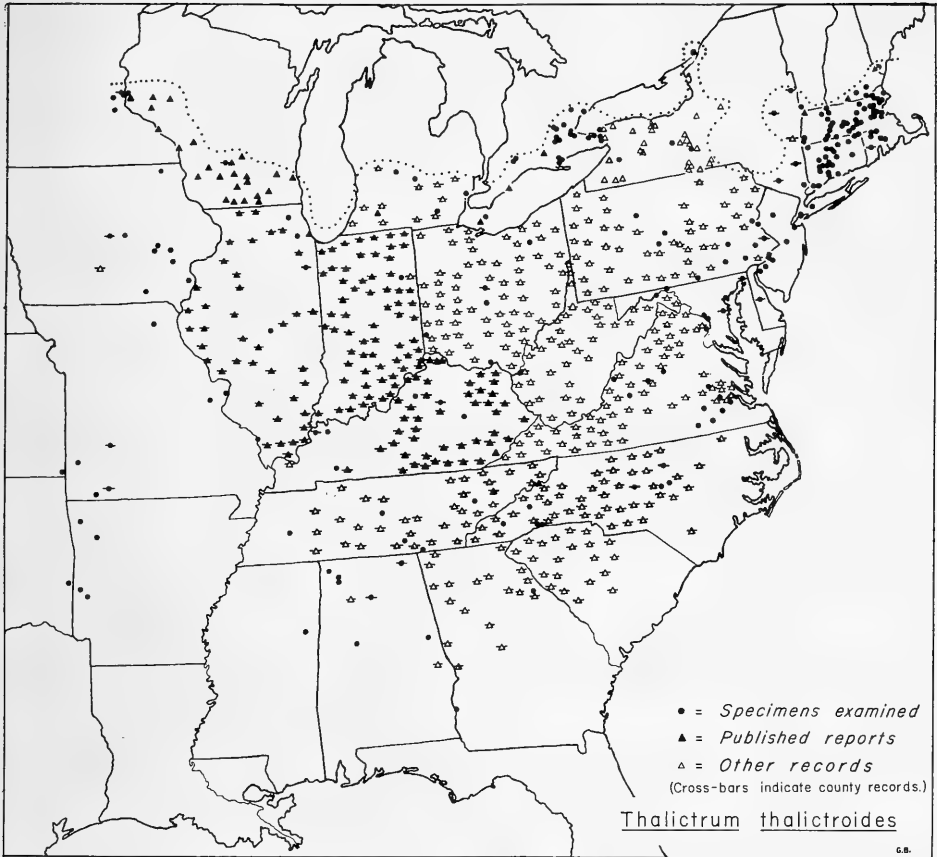 ● = Specimens examined
▲ = Published reports
△ = Other records
(Cross-bars indicate county records.)
Thalictrum thalictroides
G.B.